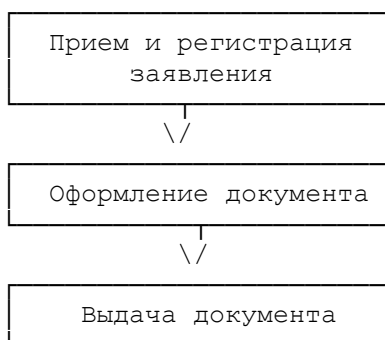 Прием и регистрация
заявления
\/
Оформление документа
\/
Выдача документа